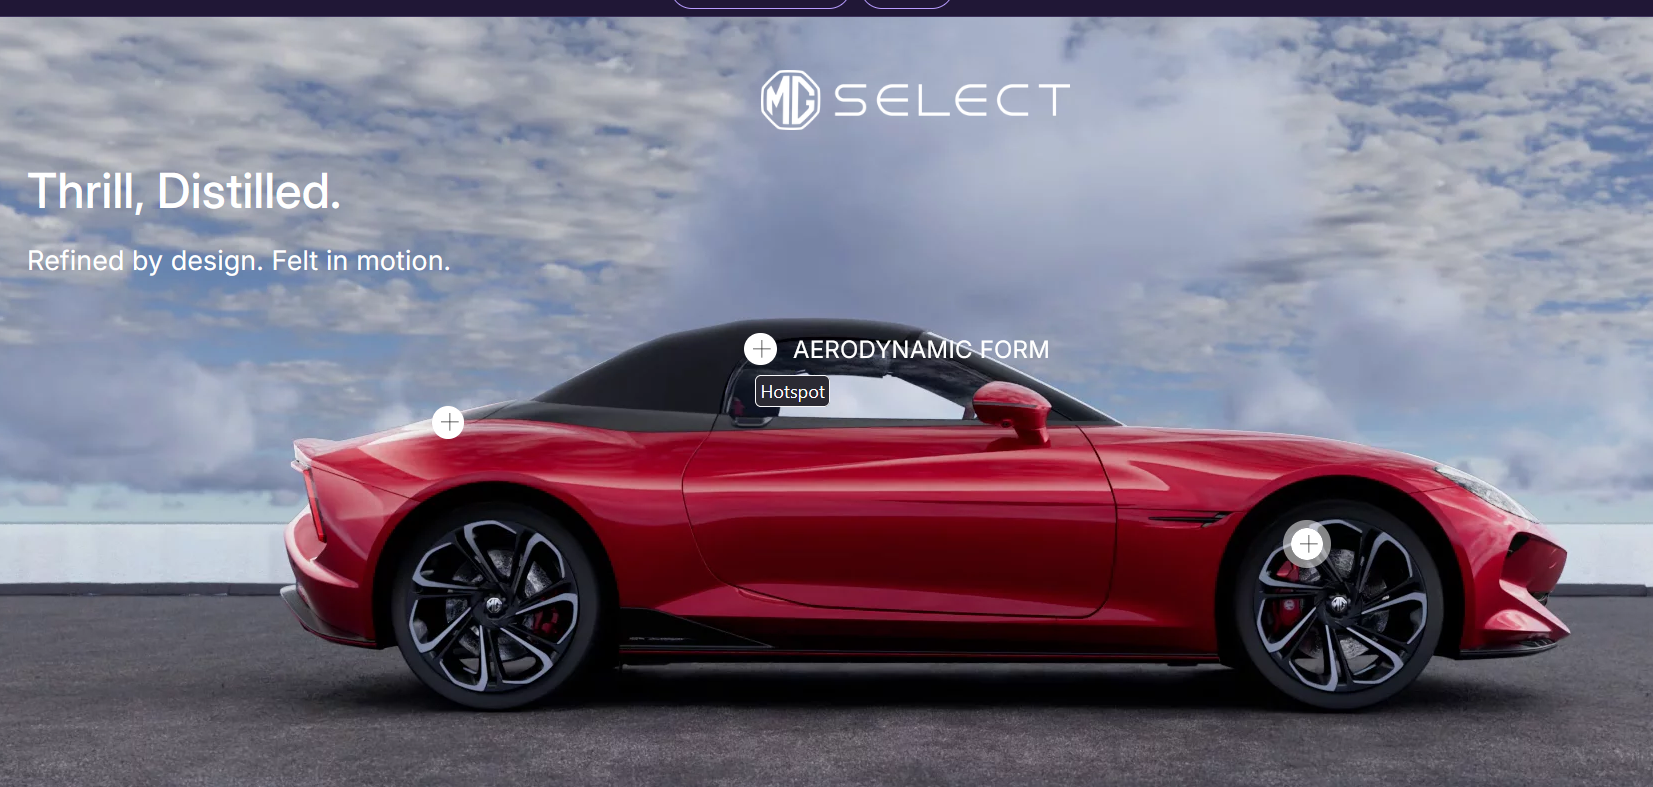 MG SELECT
Thrill, Distilled.
Refined by design. Felt in motion.
AERODYNAMIC FORM
Hotspot